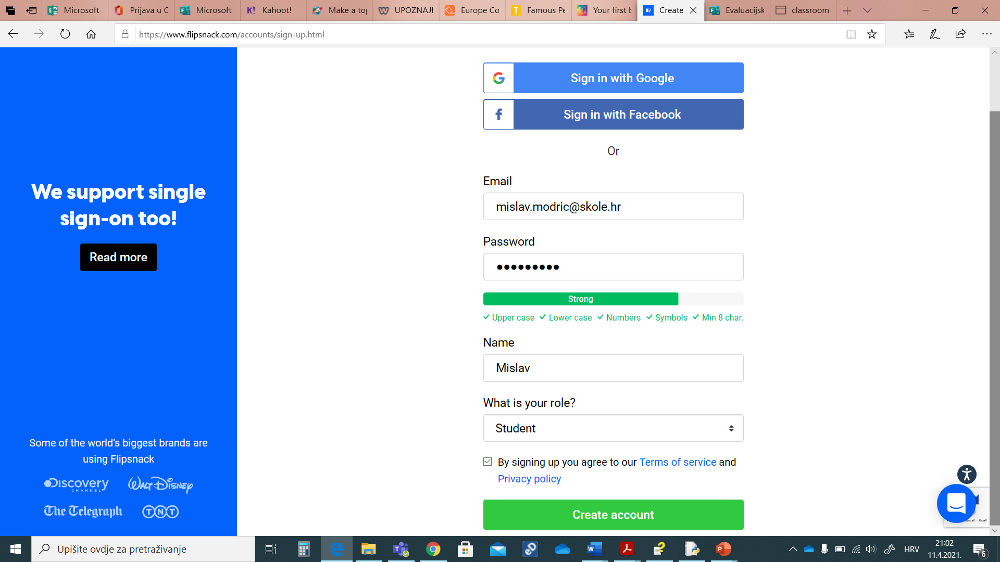 Microsoft
Prijava u C
Microsoft
K! Kahoot!
Make a to
UPOZNAJI
Europe Co
T Famous Pe
Your first b
Create
Evaluacijsk
classroom
https://www.flipsnack.com/accounts/sign-up.html
We support single
sign-on too!
Read more
Some of the world's biggest brands are
using Flipsnack
Discovery
CHANNEL
WALT DISNEY
The Telegraph
TNT
G Sign in with Google
f Sign in with Facebook
Or
Email
mislav.modric@skole.hr
Password
Strong
Upper case Lower case Numbers Symbols Min 8 char.
Name
Mislav
What is your role?
Student
By signing up you agree to our Terms of service and
Privacy policy
Create account
Uvjeti
Upišite ovdje za pretraživanje
HRV
21:02
11.4.2021.
6